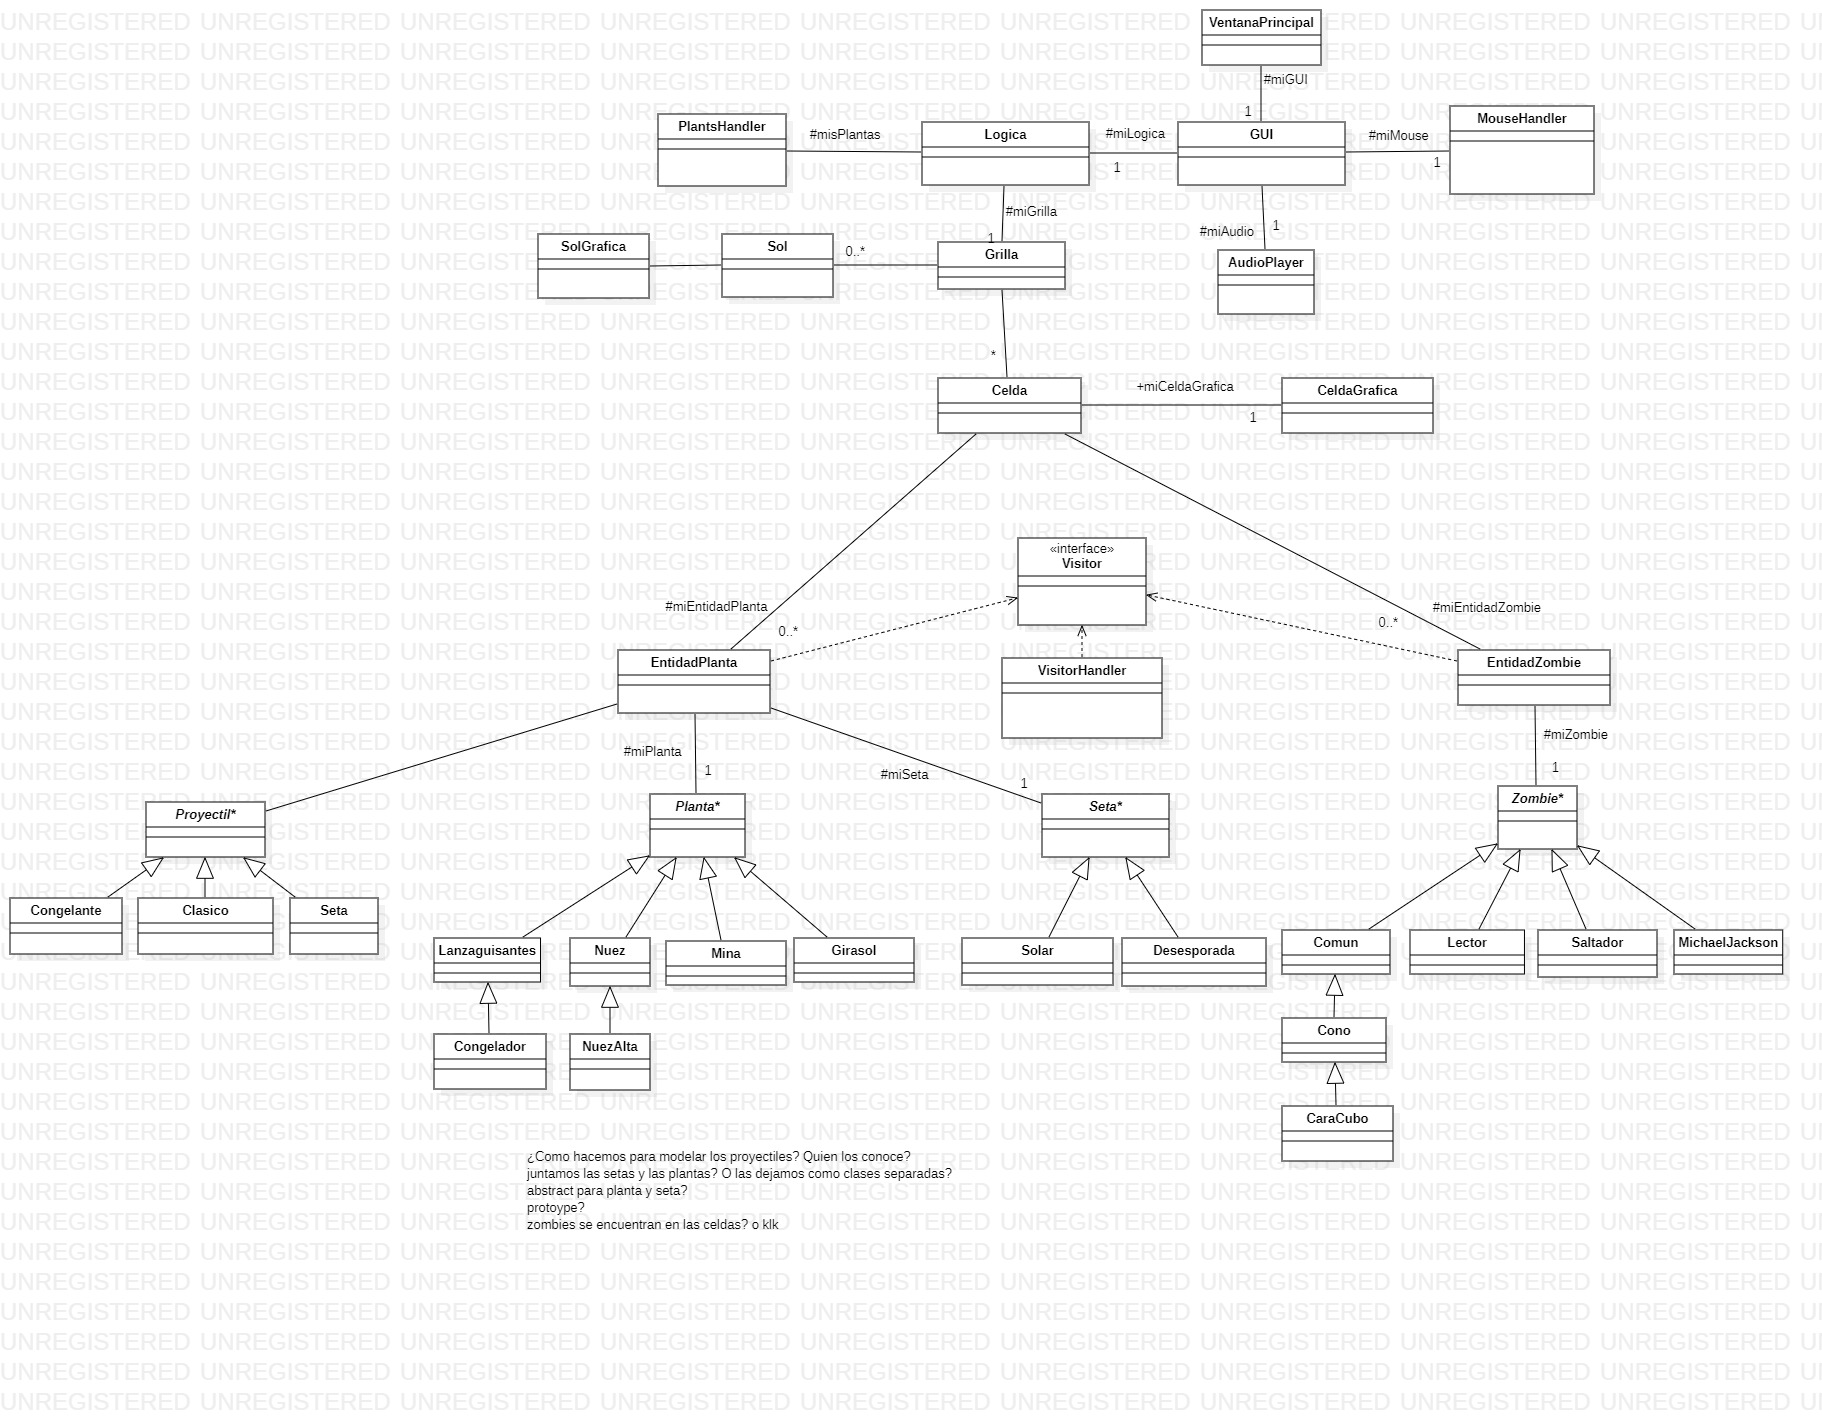 VentanaPrincipal
#miGUI
1
PlantsHandler
#misPlantas
Logica
#miLogica
1
GUI
#miMouse
1
MouseHandler
#miGrilla
1
#miAudio
1
SolGrafica
Sol
0..*
Grilla
AudioPlayer
*
Celda
+miCeldaGrafica
1
CeldaGrafica
«interface»
Visitor
#miEntidadPlanta
0..*
#miEntidadZombie
0..*
EntidadPlanta
VisitorHandler
EntidadZombie
#miPlanta
1
#miSeta
1
#miZombie
1
Proyectil*
Planta*
Seta*
Zombie*
Congelante
Clasico
Seta
Lanzaguisantes
Nuez
Mina
Girasol
Solar
Desesporada
Comun
Lector
Saltador
MichaelJackson
Congelador
NuezAlta
Cono
CaraCubo
¿Como hacemos para modelar los proyectiles? Quien los conoce?
juntamos las setas y las plantas? O las dejamos como clases separadas?
abstract para planta y seta?
protoype?
zombies se encuentran en las celdas? o klk
UNREGISTERED